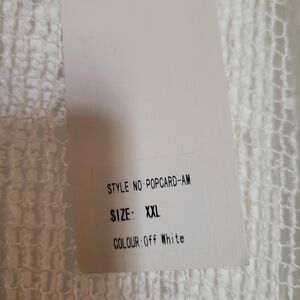 STYLE NO:POPCARD-AM
SIZE: XXL
COLOUR:Off White